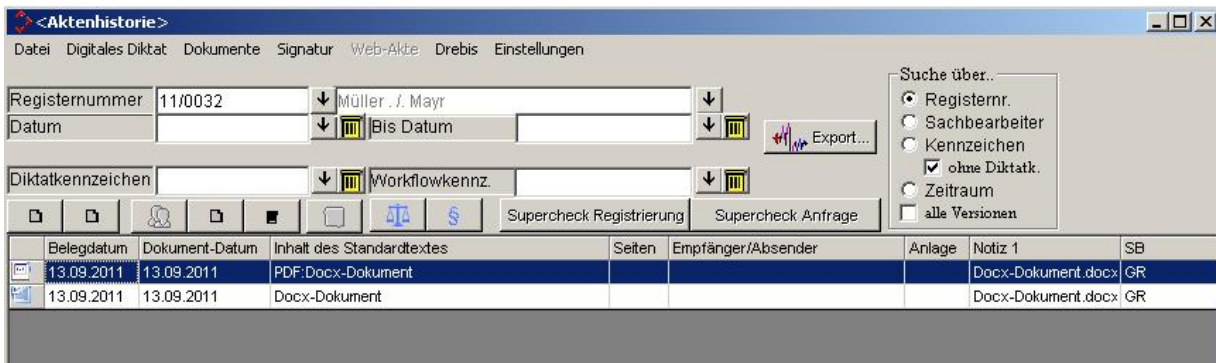 <Aktenhistorie>
Datei Digitales Diktat Dokumente Signatur Web-Akte Drebis Einstellungen
Suche über..
Registernummer 11/0032 Müller ./. Mayr
Registernr.
Datum Bis Datum
Export...
Sachbearbeiter
Kennzeichen
ohne Diktatk.
Diktatkennzeichen Workflowkennz.
Zeitraum
alle Versionen
§ Supercheck Registrierung Supercheck Anfrage
Belegdatum Dokument-Datum Inhalt des Standardtextes Seiten Empfänger/Absender Anlage Notiz 1 SB
13.09.2011 13.09.2011 PDF:Docx-Dokument Docx-Dokument.docx GR
13.09.2011 13.09.2011 Docx-Dokument Docx-Dokument.docx GR